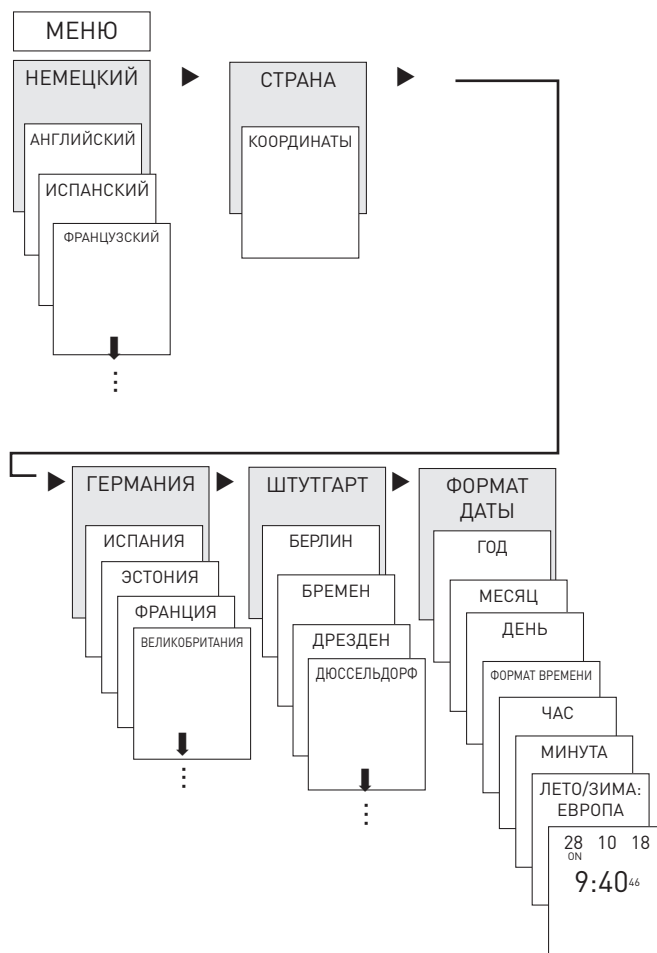 МЕНЮ
НЕМЕЦКИЙ
АНГЛИЙСКИЙ
ИСПАНСКИЙ
ФРАНЦУЗСКИЙ
СТРАНА
КООРДИНАТЫ
ГЕРМАНИЯ
ИСПАНИЯ
ЭСТОНИЯ
ФРАНЦИЯ
ВЕЛИКОБРИТАНИЯ
ШТУТГАРТ
БЕРЛИН
БРЕМЕН
ДРЕЗДЕН
ДЮССЕЛЬДОРФ
ФОРМАТ
ДАТЫ
ГОД
МЕСЯЦ
ДЕНЬ
ФОРМАТ ВРЕМЕНИ
ЧАС
МИНУТА
ЛЕТО/ЗИМА:
ЕВРОПА
28 10 18
ON
9:40 46